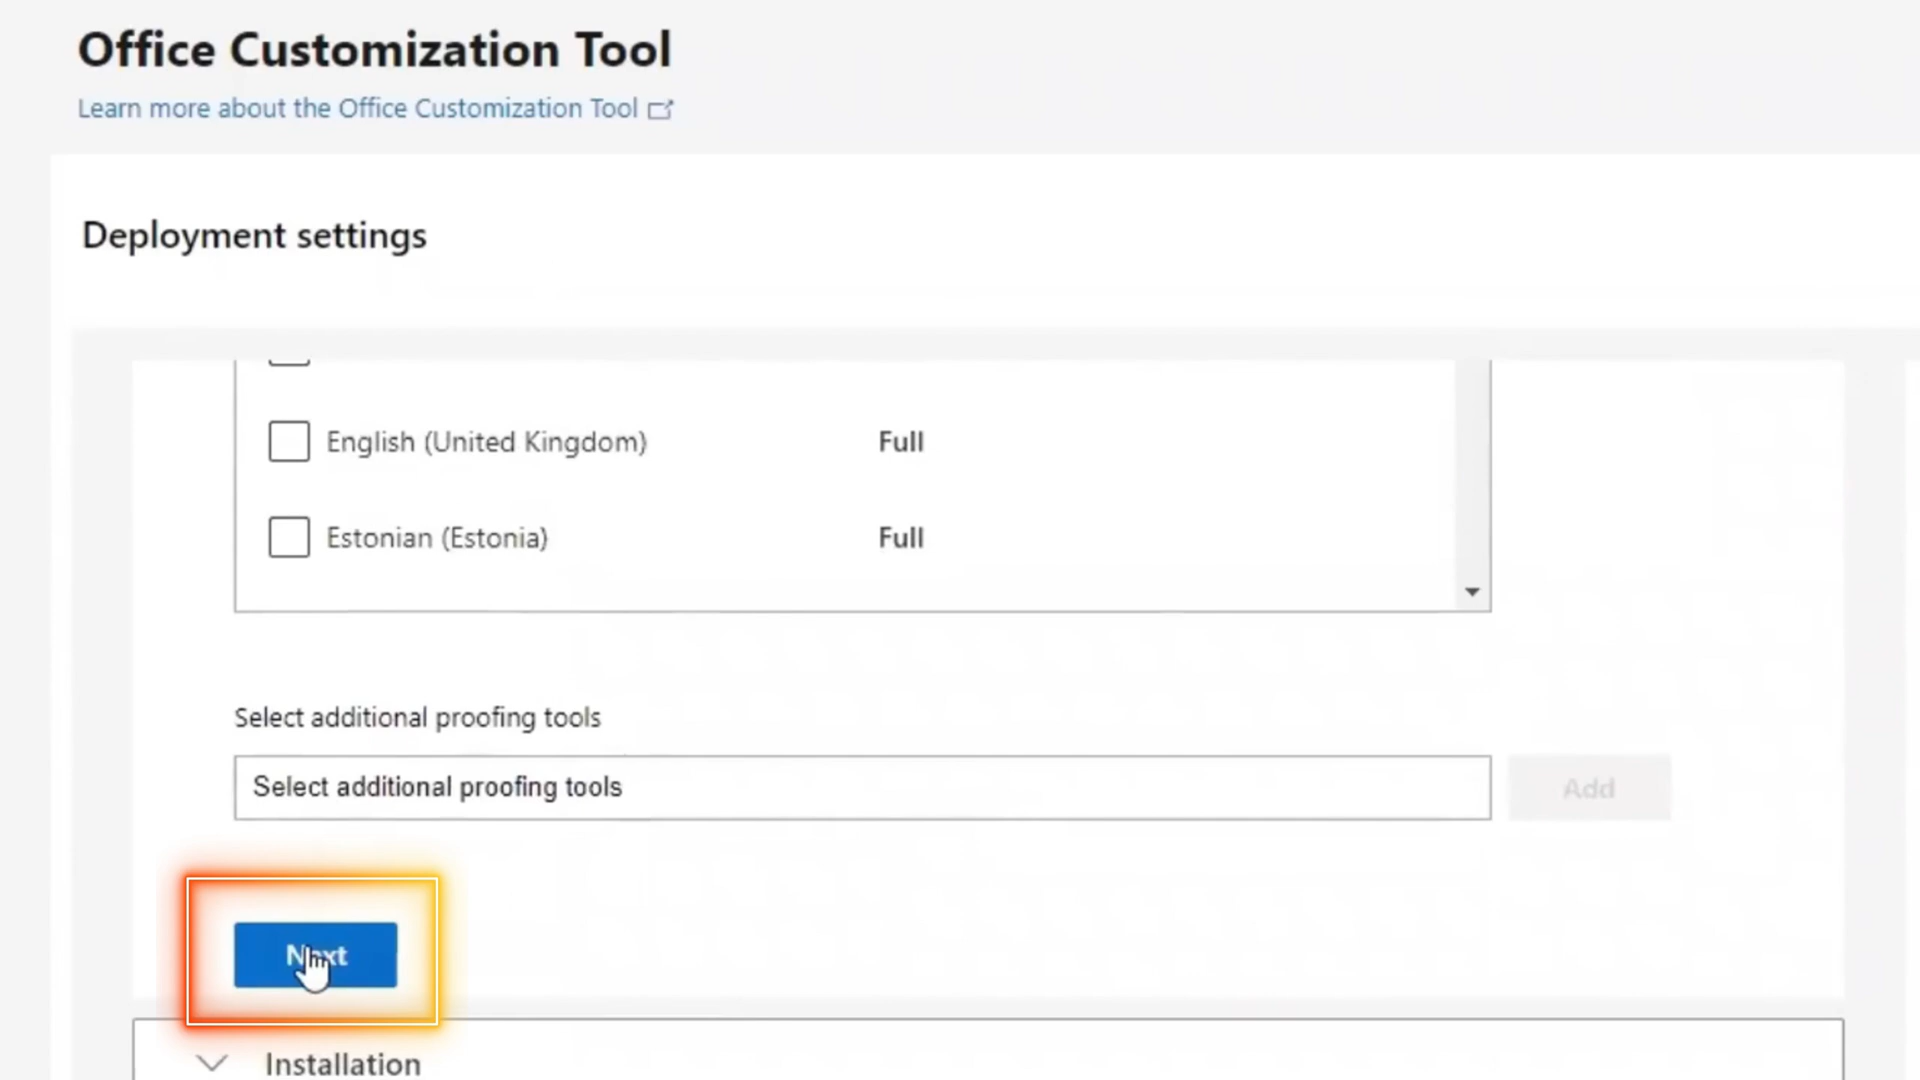 Office Customization Tool
Learn more about the Office Customization Tool
Deployment settings
English (United Kingdom) Full
Estonian (Estonia) Full
Select additional proofing tools
Select additional proofing tools Add
Next
Installation